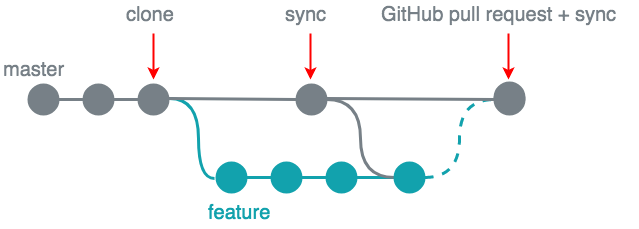 clone
sync
GitHub pull request + sync
master
feature